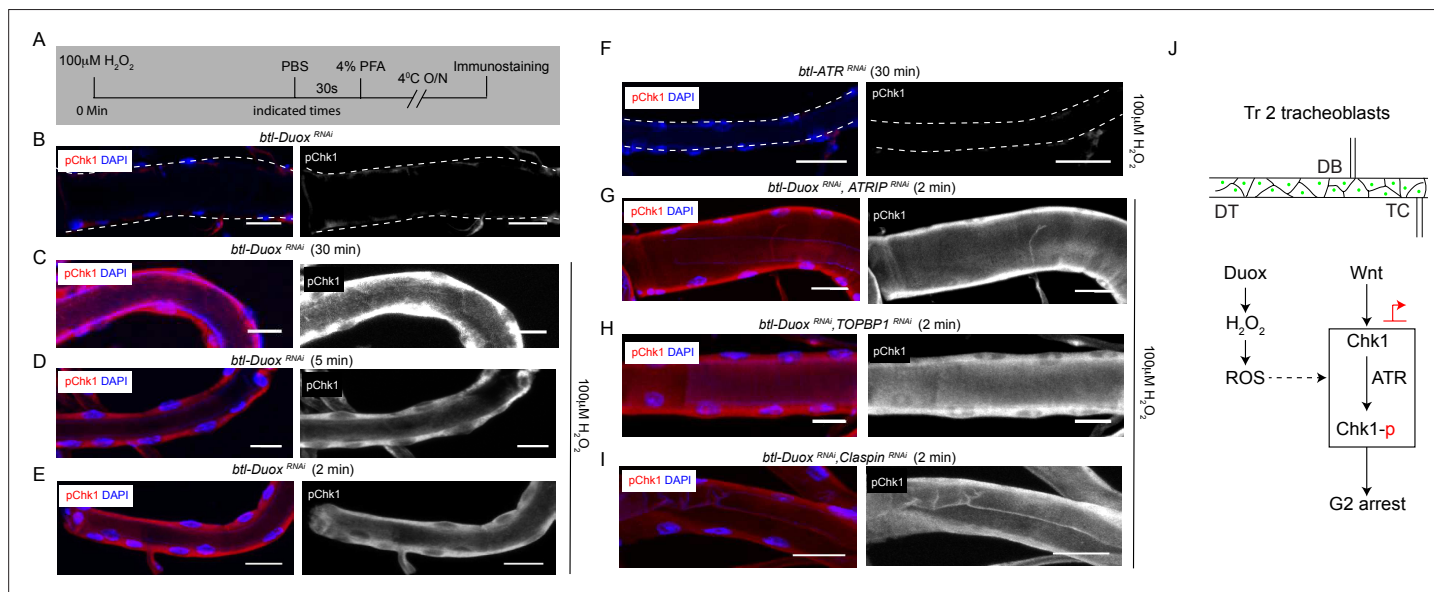 A
100µM H₂O₂
PBS
4% PFA
Immunostaining
30s
4⁰C O/N
0 Min
indicated times
B
btl-Duox RNAi
pChk1 DAPI
pChk1
btl-Duox RNAi (30 min)
C
pChk1 DAPI
pChk1
btl-Duox RNAi (5 min)
D
pChk1 DAPI
pChk1
btl-Duox RNAi (2 min)
E
pChk1 DAPI
pChk1
100µM H₂O₂
F
btl-ATR RNAi (30 min)
pChk1 DAPI
pChk1
100µM H₂O₂
btl-Duox RNAi, ATRIP RNAi (2 min)
G
pChk1 DAPI
pChk1
btl-Duox RNAi,TOPBP1 RNAi (2 min)
H
pChk1 DAPI
pChk1
btl-Duox RNAi,Claspin RNAi (2 min)
I
pChk1 DAPI
pChk1
100µM H₂O₂
J
Tr 2 tracheoblasts
DB
DT
TC
Duox
Wnt
H₂O₂
Chk1
ROS
ATR
Chk1-p
G2 arrest